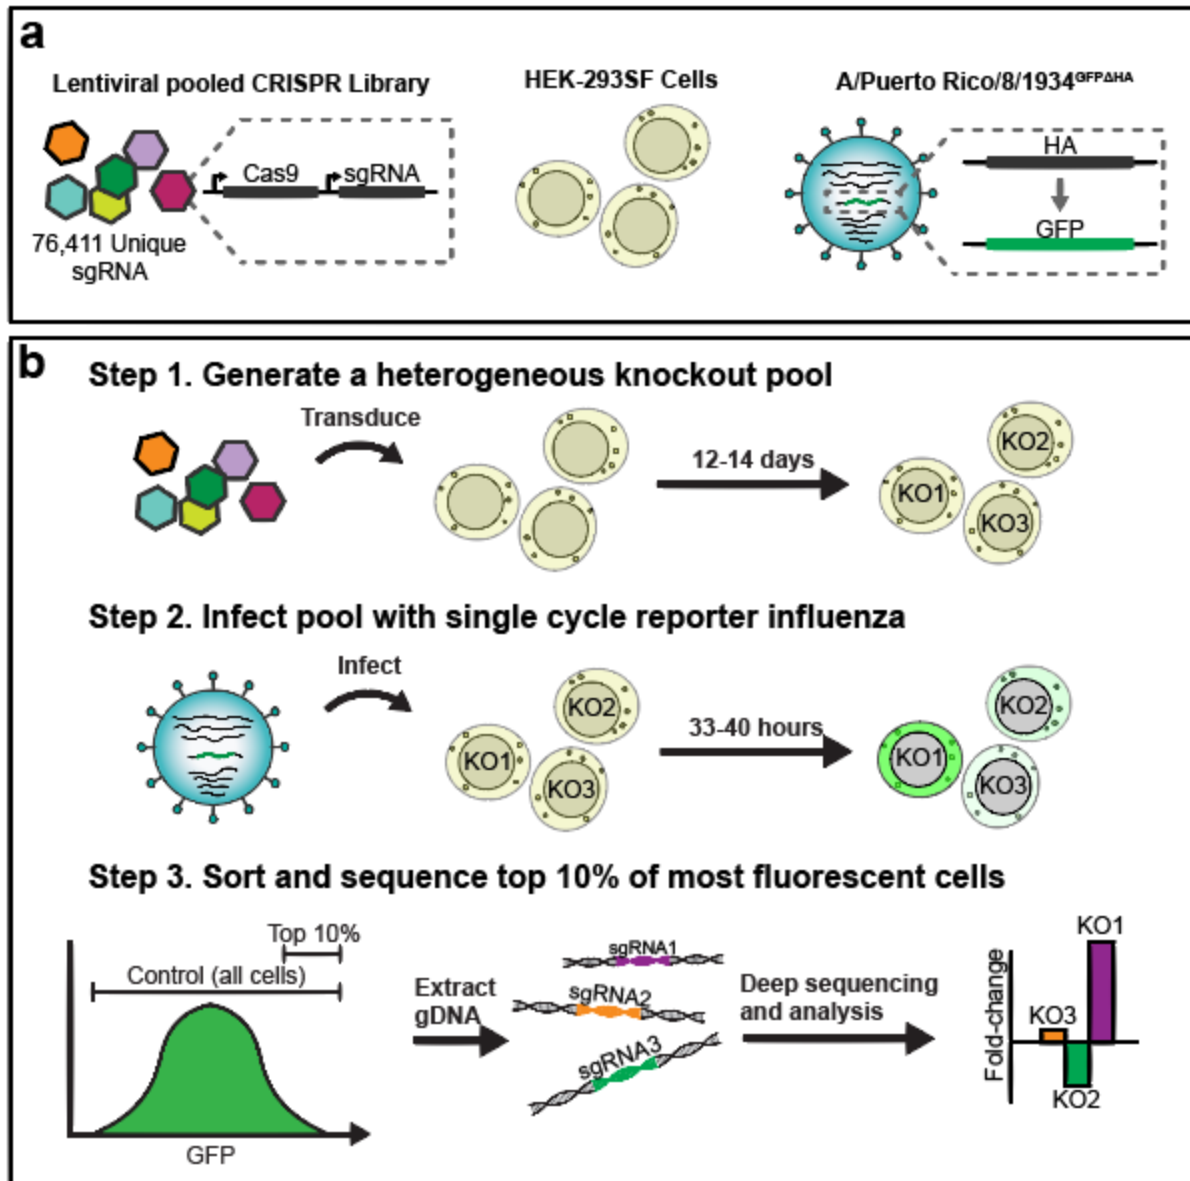 a
Lentiviral pooled CRISPR Library
HEK-293SF Cells
A/Puerto Rico/8/1934GFPΔHA
Cas9
sgRNA
76,411 Unique
sgRNA
HA
GFP
b
Step 1. Generate a heterogeneous knockout pool
Transduce
12-14 days
KO2
KO1
KO3
Step 2. Infect pool with single cycle reporter influenza
Infect
KO2
KO1
KO3
33-40 hours
KO2
KO1
KO3
Step 3. Sort and sequence top 10% of most fluorescent cells
Top 10%
Control (all cells)
GFP
Extract
gDNA
sgRNA1
sgRNA2
sgRNA3
Deep sequencing
and analysis
Fold-change
KO1
KO3
KO2